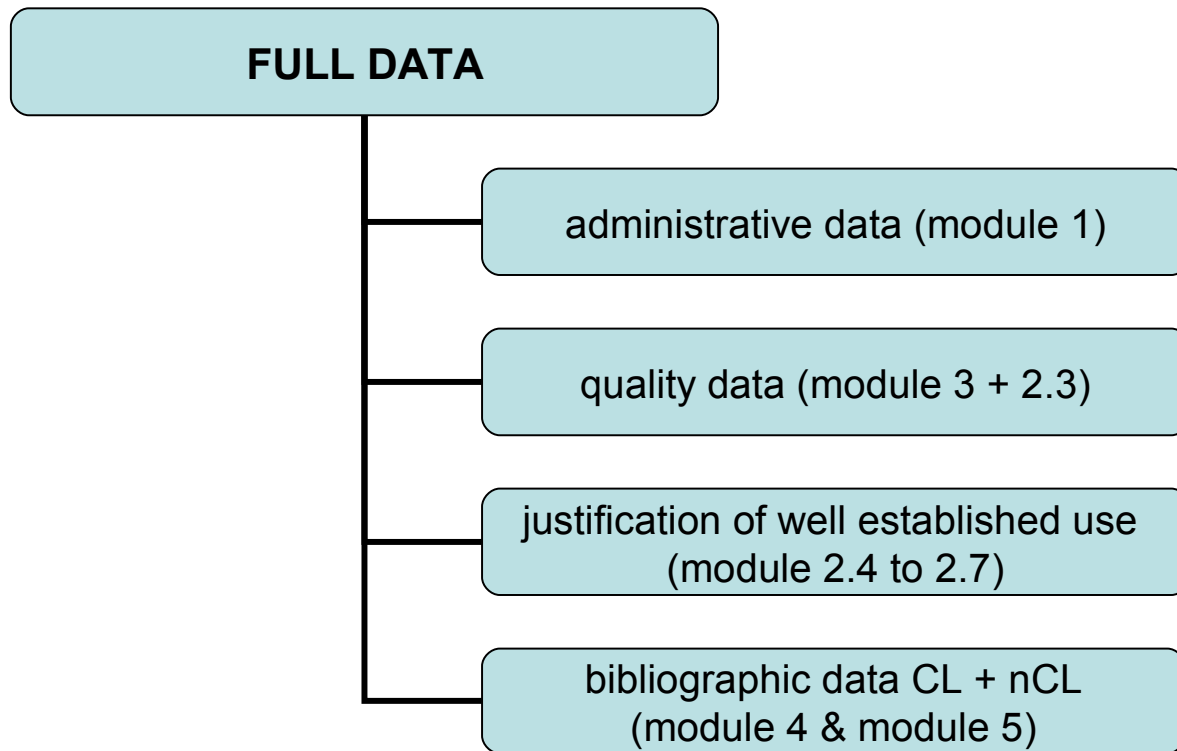 FULL DATA
administrative data (module 1)
quality data (module 3 + 2.3)
justification of well established use
(module 2.4 to 2.7)
bibliographic data CL + nCL
(module 4 & module 5)